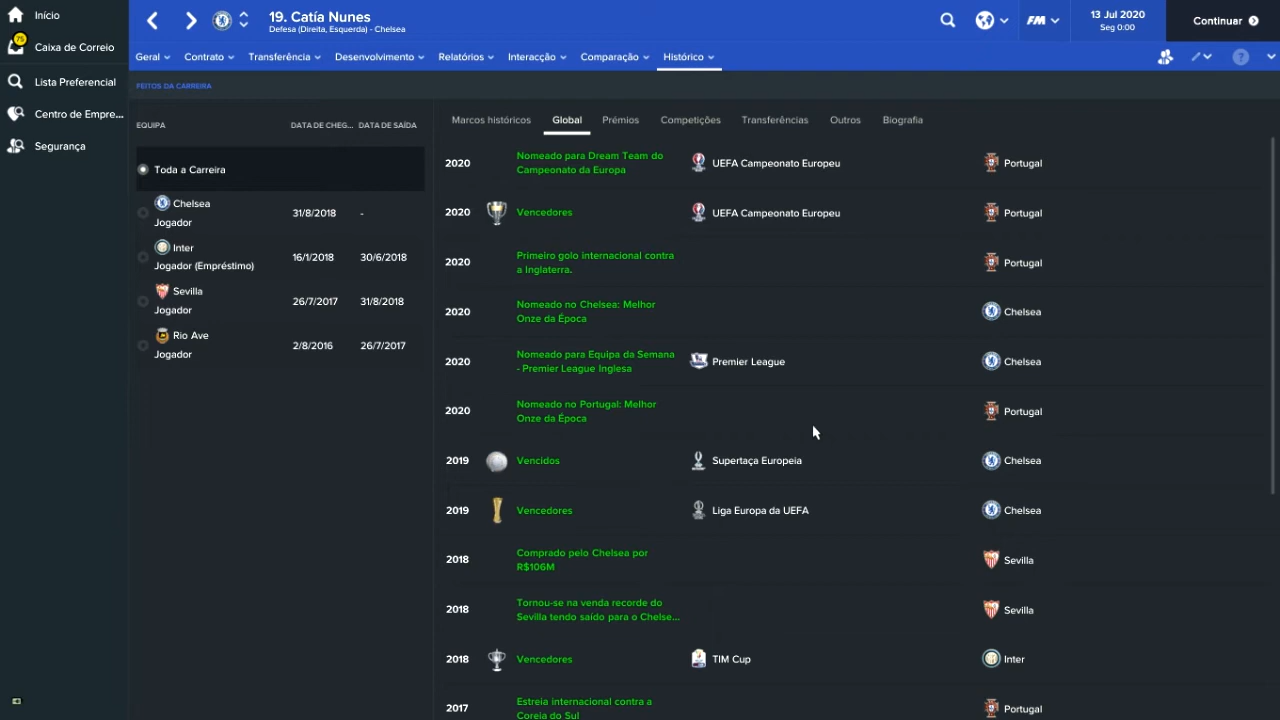 Início
75
Caixa de Correio
Lista Preferencial
Centro de Empre...
Segurança
19. Catía Nunes
Defesa (Direita, Esquerda) - Chelsea
FM
13 Jul 2020
Seg 0:00
Continuar
Geral
Contrato
Transferência
Desenvolvimento
Relatórios
Interacção
Comparação
Histórico
?
FEITOS DA CARREIRA
EQUIPA
DATA DE CHEG...
DATA DE SAÍDA
Toda a Carreira
Chelsea
Jogador
31/8/2018
-
Inter
Jogador (Empréstimo)
16/1/2018
30/6/2018
Sevilla
Jogador
26/7/2017
31/8/2018
Rio Ave
Jogador
2/8/2016
26/7/2017
Marcos históricos
Global
Prémios
Competições
Transferências
Outros
Biografia
2020
Nomeado para Dream Team do
Campeonato da Europa
UEFA Campeonato Europeu
Portugal
2020
Vencedores
UEFA Campeonato Europeu
Portugal
2020
Primeiro golo internacional contra
a Inglaterra.
Portugal
2020
Nomeado no Chelsea: Melhor
Onze da Época
Chelsea
2020
Nomeado para Equipa da Semana
- Premier League Inglesa
Premier League
Chelsea
2020
Nomeado no Portugal: Melhor
Onze da Época
Portugal
2019
Vencidos
Supertaça Europeia
Chelsea
2019
Vencedores
Liga Europa da UEFA
Chelsea
2018
Comprado pelo Chelsea por
R$106M
Sevilla
2018
Tornou-se na venda recorde do
Sevilla tendo saído para o Chelse...
Sevilla
2018
Vencedores
TIM Cup
Inter
2017
Estreia internacional contra a
Coreia do Sul
Portugal